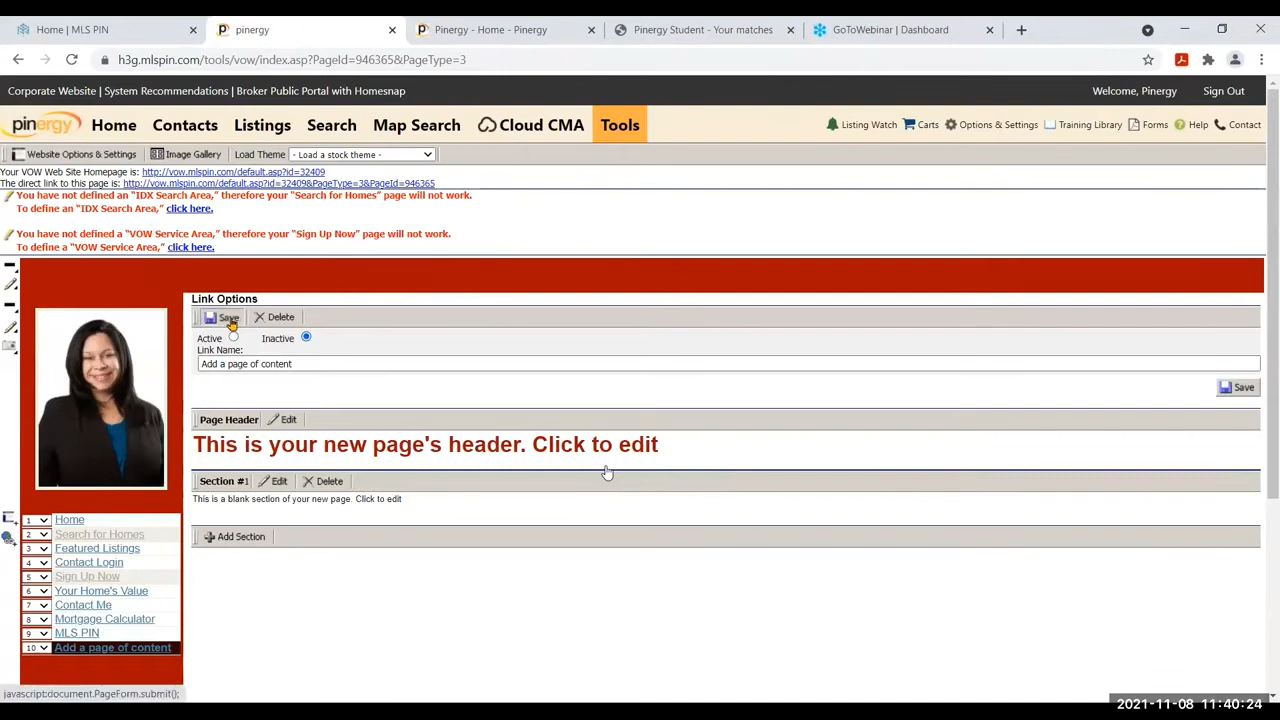 Home | MLS PIN
pinergy
Pinergy - Home - Pinergy
Pinergy Student - Your matches
GoToWebinar | Dashboard
h3g.mlspin.com/tools/vow/index.asp?PageId=946365&PageType=3
Corporate Website | System Recommendations | Broker Public Portal with Homesnap
Welcome, Pinergy
Sign Out
pinergy
Home
Contacts
Listings
Search
Map Search
Cloud CMA
Tools
Listing Watch
Carts
Options & Settings
Training Library
Forms
Help
Contact
Website Options & Settings
Image Gallery
Load Theme
- Load a stock theme -
Your VOW Web Site Homepage is: http://vow.mlspin.com/default.asp?id=32409
The direct link to this page is: http://vow.mlspin.com/default.asp?id=32409&PageType=3&PageId=946365
You have not defined an “IDX Search Area,” therefore your “Search for Homes” page will not work.
To define an “IDX Search Area,” click here.
You have not defined a “VOW Service Area,” therefore your “Sign Up Now” page will not work.
To define a “VOW Service Area,” click here.
Link Options
Save
Delete
Active
Inactive
Link Name:
Add a page of content
Save
Page Header
Edit
This is your new page's header. Click to edit
Section #1
Edit
Delete
This is a blank section of your new page. Click to edit
Add Section
1 Home
2 Search for Homes
3 Featured Listings
4 Contact Login
5 Sign Up Now
6 Your Home's Value
7 Contact Me
8 Mortgage Calculator
9 MLS PIN
10 Add a page of content
javascript:document.PageForm.submit();
2021-11-08 11:40:24